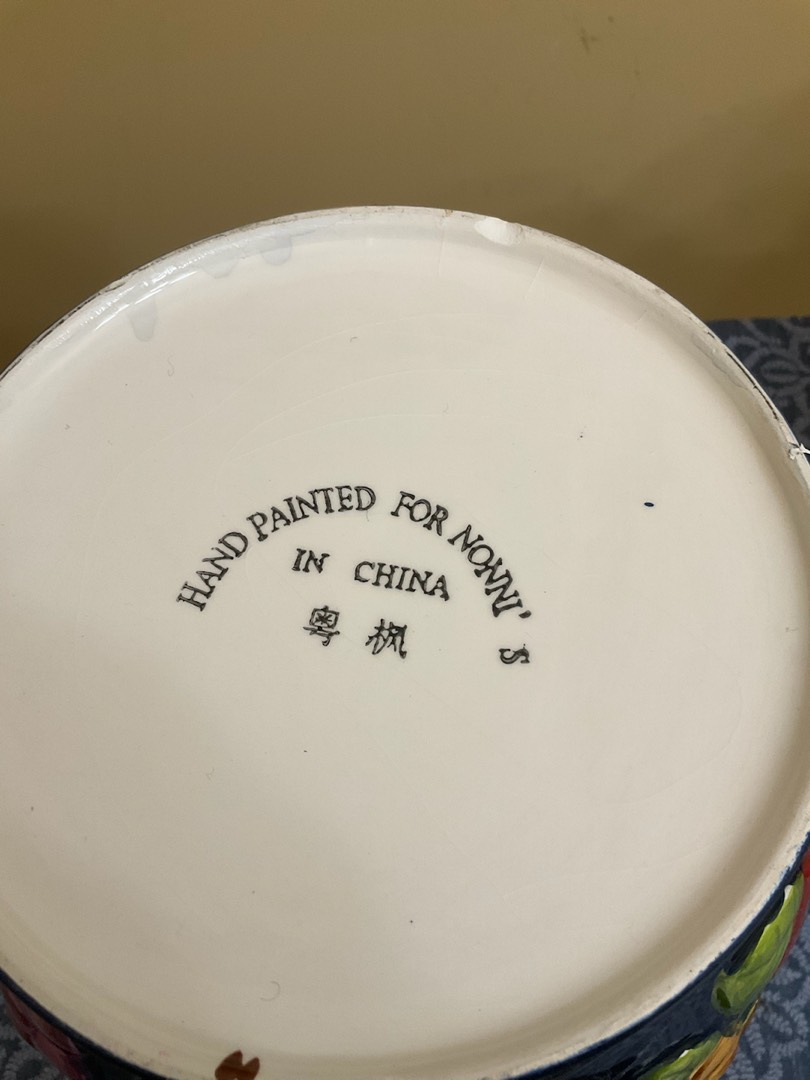 HAND PAINTED FOR NONNI'S
IN CHINA
粤枫